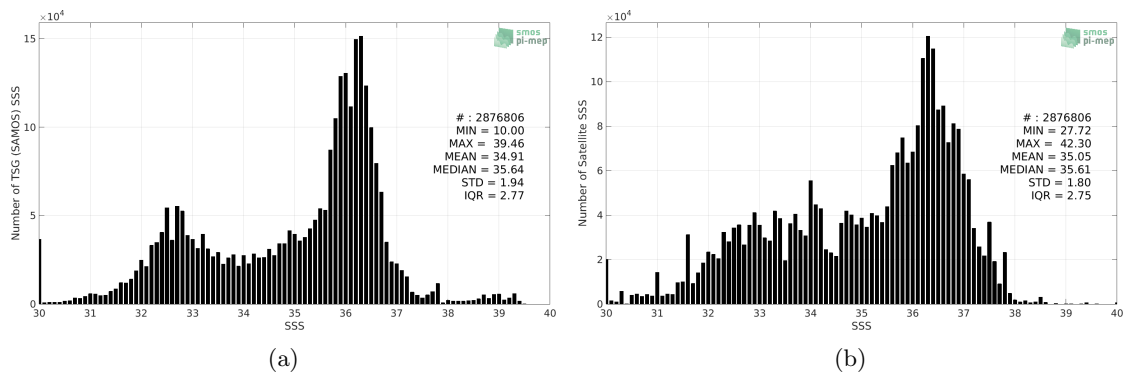 ×10⁴
15
10
5
0
30 31 32 33 34 35 36 37 38 39 40
SSS
Number of TSG (SAMOS) SSS
smos
pi-mep
# : 2876806
MIN = 10.00
MAX = 39.46
MEAN = 34.91
MEDIAN = 35.64
STD = 1.94
IQR = 2.77
(a)
×10⁴
12
10
8
6
4
2
0
30 31 32 33 34 35 36 37 38 39 40
SSS
Number of Satellite SSS
smos
pi-mep
# : 2876806
MIN = 27.72
MAX = 42.30
MEAN = 35.05
MEDIAN = 35.61
STD = 1.80
IQR = 2.75
(b)